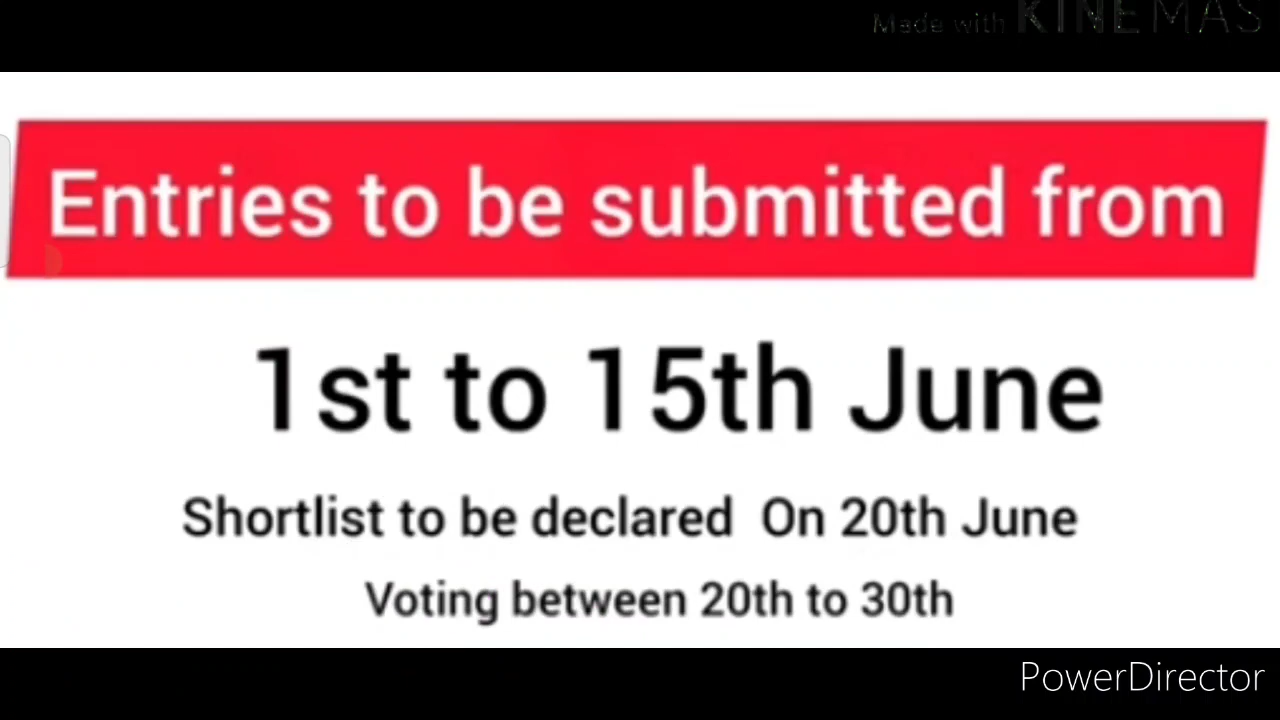 Made with KINEMAS
Entries to be submitted from
1st to 15th June
Shortlist to be declared On 20th June
Voting between 20th to 30th
PowerDirector